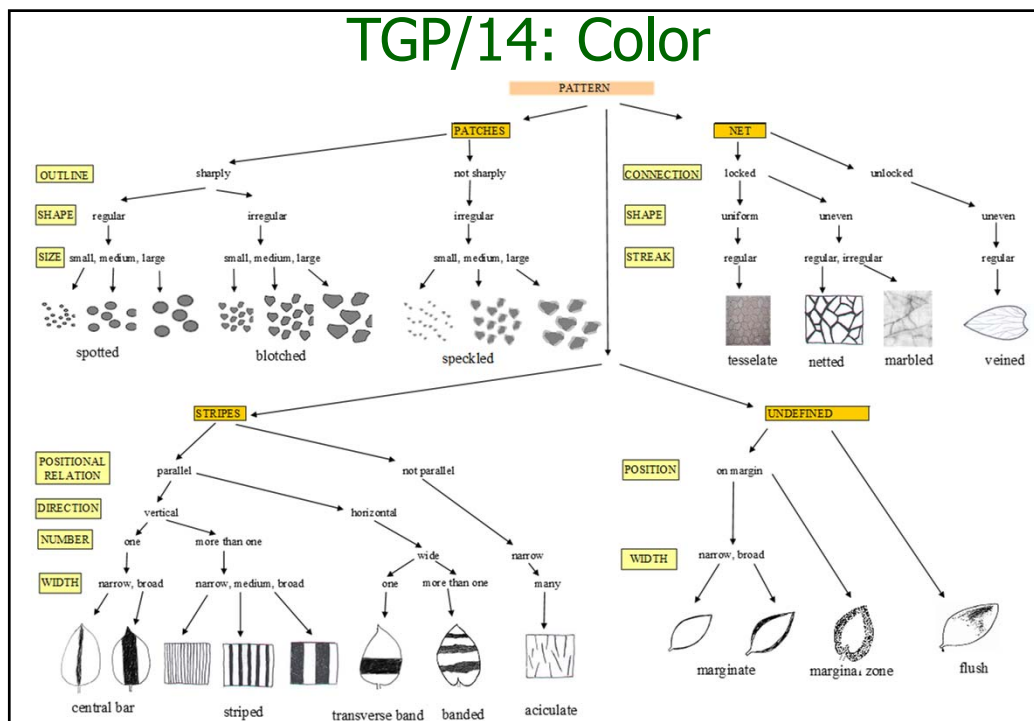 TGP/14: Color
PATTERN
PATCHES
NET
OUTLINE
sharply
not sharply
CONNECTION
locked
unlocked
SHAPE
regular
irregular
irregular
SHAPE
uniform
uneven
uneven
SIZE
small, medium, large
small, medium, large
small, medium, large
STREAK
regular
regular, irregular
regular
spotted
blotched
speckled
tesselate
netted
marbled
veined
STRIPES
UNDEFINED
POSITIONAL
RELATION
parallel
not parallel
POSITION
on margin
DIRECTION
vertical
horizontal
NUMBER
one
more than one
wide
narrow
WIDTH
narrow, broad
narrow, medium, broad
one
more than one
many
WIDTH
narrow, broad
central bar
striped
transverse band
banded
aciculate
marginate
marginal zone
flush